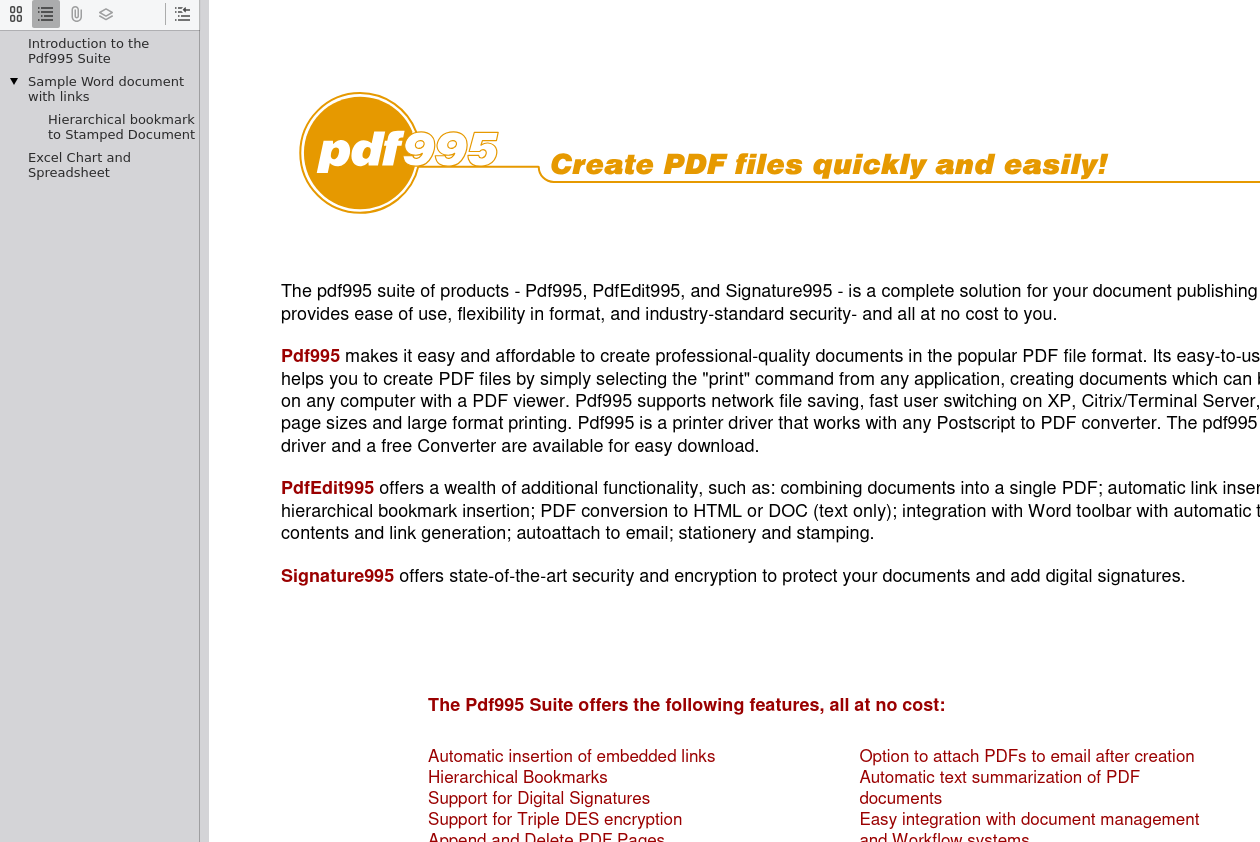 Introduction to the
Pdf995 Suite
Sample Word document
with links
Hierarchical bookmark
to Stamped Document
Excel Chart and
Spreadsheet
pdf995
Create PDF files quickly and easily!
The pdf995 suite of products - Pdf995, PdfEdit995, and Signature995 - is a complete solution for your document publishing
provides ease of use, flexibility in format, and industry-standard security- and all at no cost to you.
Pdf995 makes it easy and affordable to create professional-quality documents in the popular PDF file format. Its easy-to-us
helps you to create PDF files by simply selecting the "print" command from any application, creating documents which can
on any computer with a PDF viewer. Pdf995 supports network file saving, fast user switching on XP, Citrix/Terminal Server,
page sizes and large format printing. Pdf995 is a printer driver that works with any Postscript to PDF converter. The pdf995
driver and a free Converter are available for easy download.
PdfEdit995 offers a wealth of additional functionality, such as: combining documents into a single PDF; automatic link inser
hierarchical bookmark insertion; PDF conversion to HTML or DOC (text only); integration with Word toolbar with automatic t
contents and link generation; autoattach to email; stationery and stamping.
Signature995 offers state-of-the-art security and encryption to protect your documents and add digital signatures.
The Pdf995 Suite offers the following features, all at no cost:
Automatic insertion of embedded links
Hierarchical Bookmarks
Support for Digital Signatures
Support for Triple DES encryption
Append and Delete PDF Pages
Option to attach PDFs to email after creation
Automatic text summarization of PDF
documents
Easy integration with document management
and Workflow systems